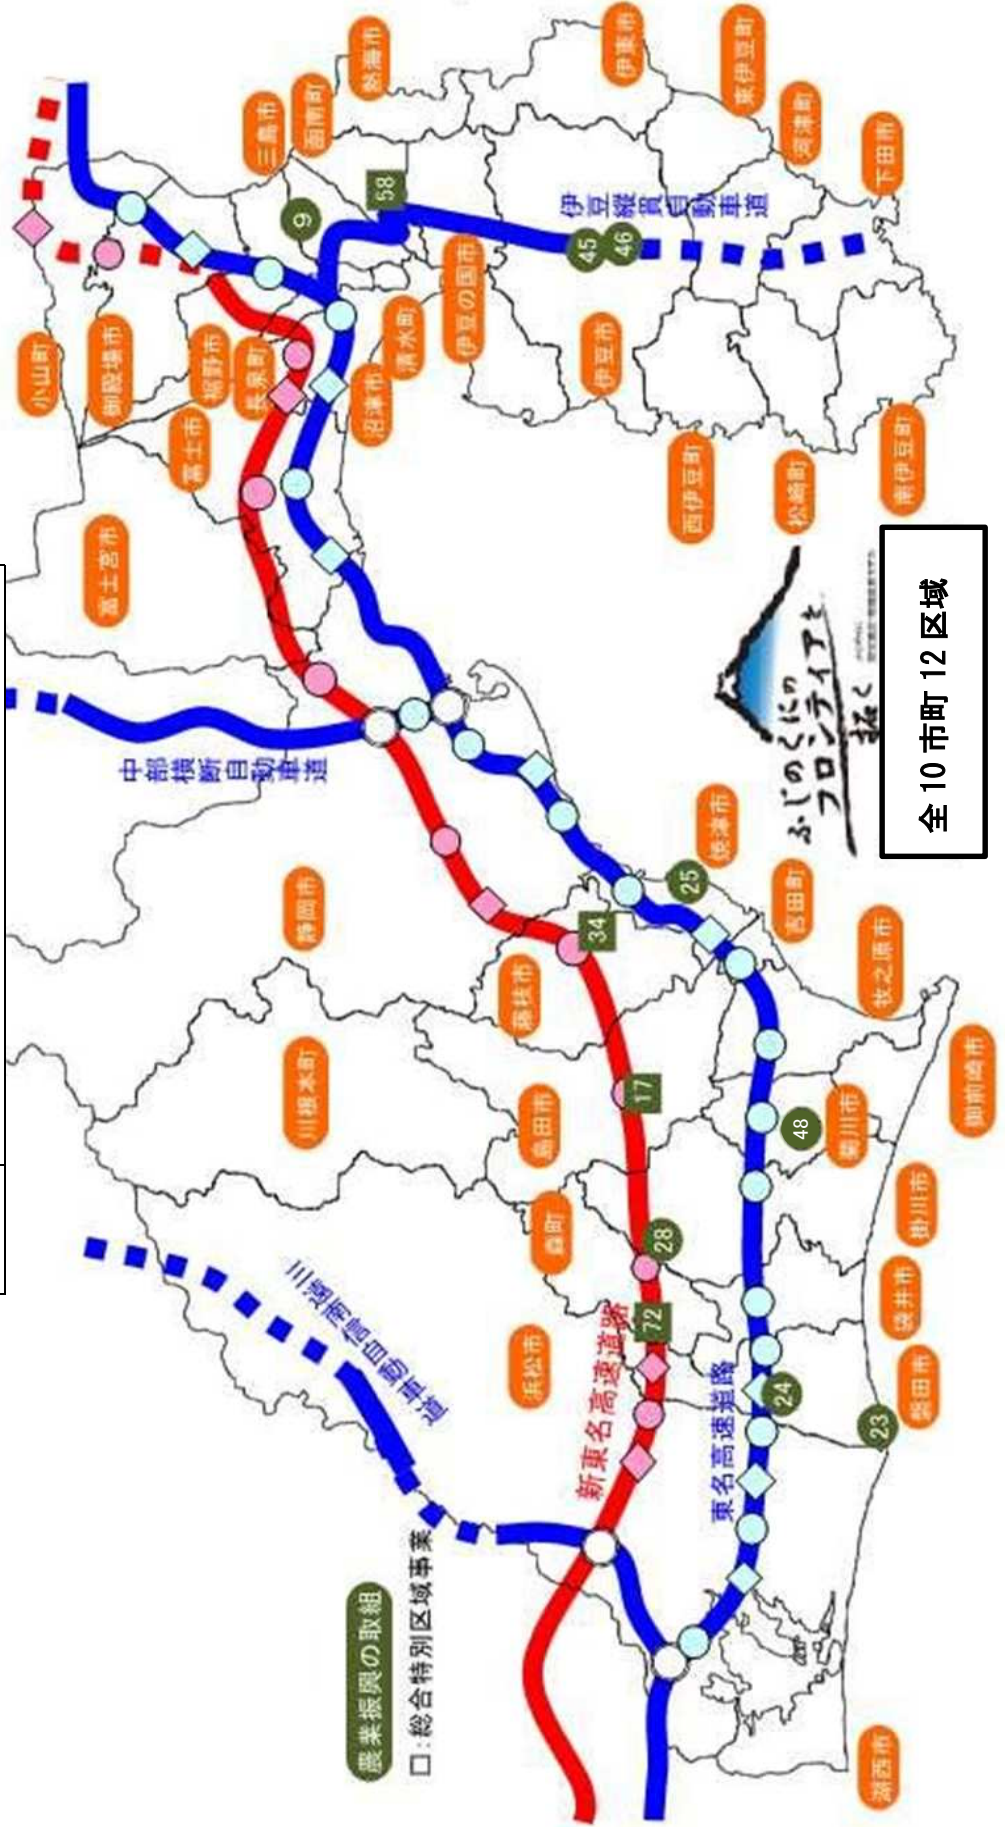 農業振興の取組
□:総合特別区域事業
三遠南信自動車道
中部横断自動車道
新東名高速道路
東名高速道路
伊豆縦貫自動車道
小山町
御殿場市
裾野市
長泉町
富士市
富士宮市
三島市
函南町
熱海市
沼津市
清水町
伊豆の国市
伊東市
東伊豆町
河津町
下田市
伊豆市
西伊豆町
松崎町
南伊豆町
静岡市
川根本町
藤枝市
島田市
森町
浜松市
焼津市
吉田町
牧之原市
御前崎市
菊川市
掛川市
袋井市
磐田市
湖西市
9
58
45
46
25
34
17
48
28
72
24
23
ふじのくにの
フロンティアを
拓く
全 10 市町 12 区域